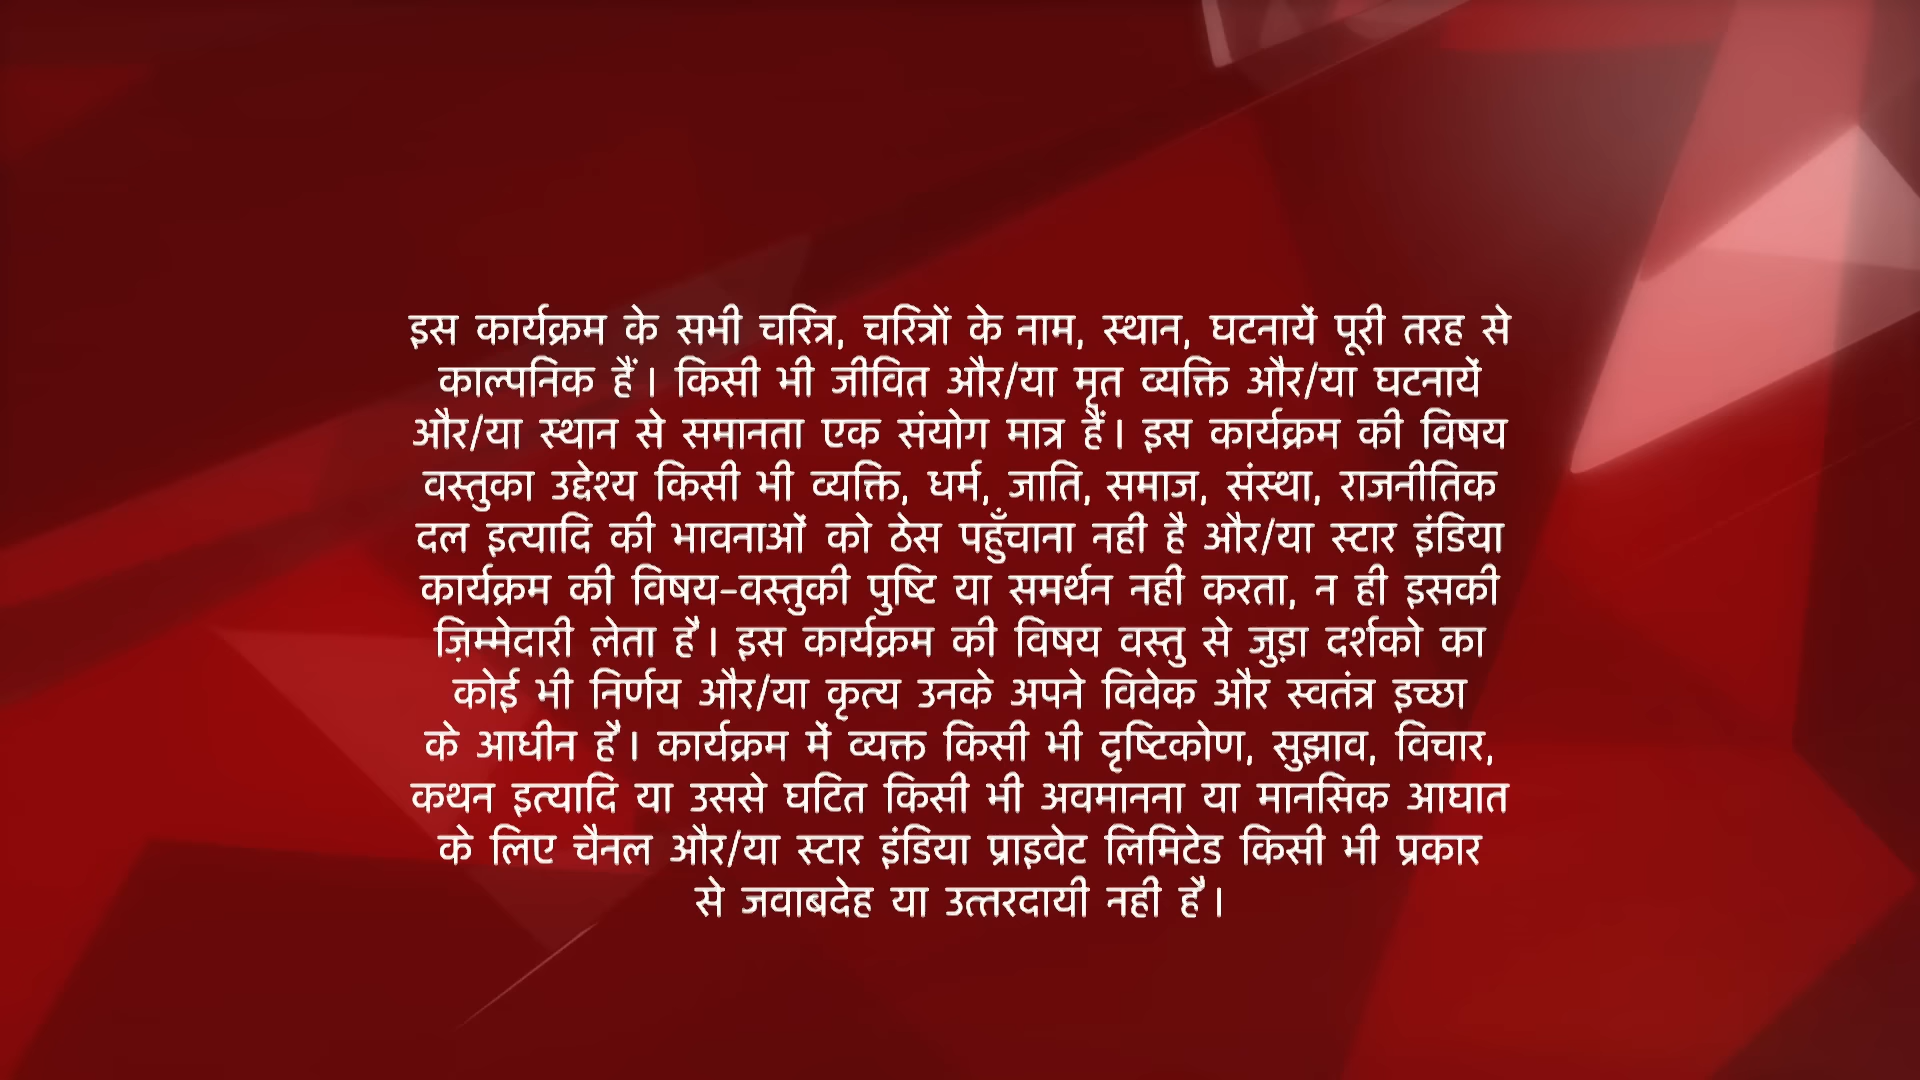 इस कार्यक्रम के सभी चरित्र, चरित्रों के नाम, स्थान, घटनायें पूरी तरह से
काल्पनिक हैं। किसी भी जीवित और/या मृत व्यक्ति और/या घटनायें
और/या स्थान से समानता एक संयोग मात्र हैं। इस कार्यक्रम की विषय
वस्तुका उद्देश्य किसी भी व्यक्ति, धर्म, जाति, समाज, संस्था, राजनीतिक
दल इत्यादि की भावनाओं को ठेस पहुँचाना नही है और/या स्टार इंडिया
कार्यक्रम की विषय-वस्तुकी पुष्टि या समर्थन नहीं करता, न ही इसकी
ज़िम्मेदारी लेता है। इस कार्यक्रम की विषय वस्तु से जुड़ा दर्शको का
कोई भी निर्णय और/या कृत्य उनके अपने विवेक और स्वतंत्र इच्छा
के आधीन है। कार्यक्रम में व्यक्त किसी भी दृष्टिकोण, सुझाव, विचार,
कथन इत्यादि या उससे घटित किसी भी अवमानना या मानसिक आघात
के लिए चैनल और/या स्टार इंडिया प्राइवेट लिमिटेड किसी भी प्रकार
से जवाबदेह या उत्तरदायी नही है।